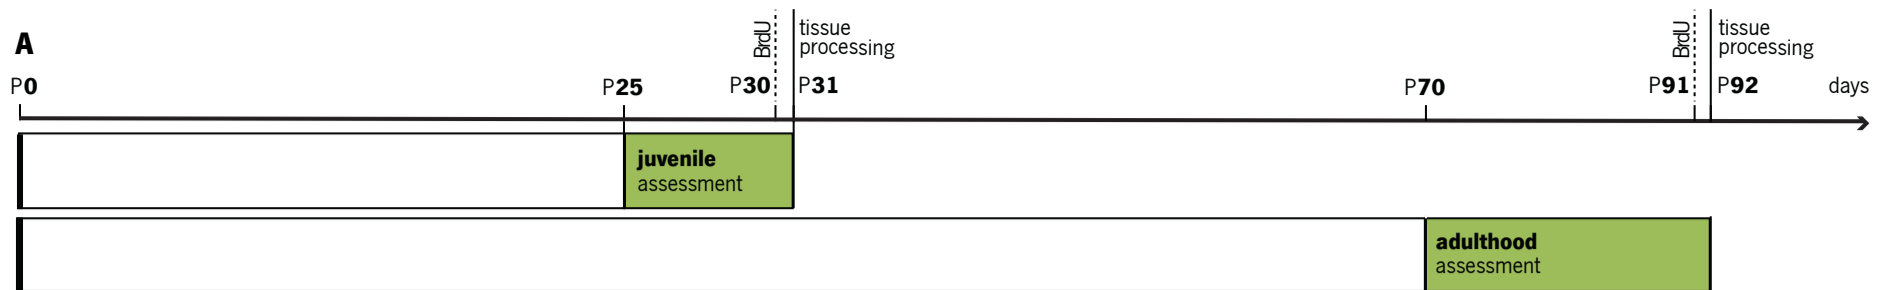 A
BrdU
tissue
processing
BrdU
tissue
processing
P0
P25
P30
P31
P70
P91
P92
days
juvenile
assessment
adulthood
assessment